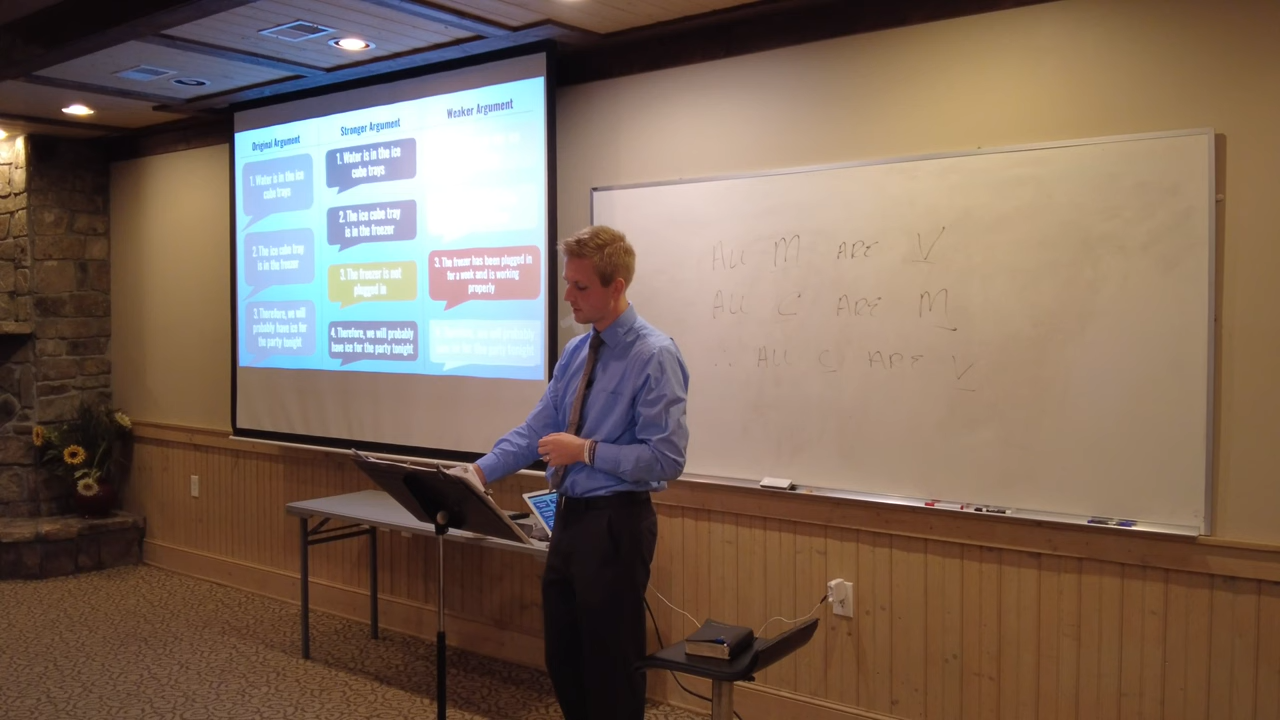 Original Argument
1. Water is in the ice
cube trays
2. The ice cube tray
is in the freezer
3. Therefore, we will
probably have ice for
the party tonight
Stronger Argument
1. Water is in the ice
cube trays
2. The ice cube tray
is in the freezer
3. The freezer is not
plugged in
4. Therefore, we will probably
have ice for the party tonight
Weaker Argument
3. The freezer has been plugged in
for a week and is working
properly
ALL M ARE V
ALL C ARE M
∴ ALL C ARE V